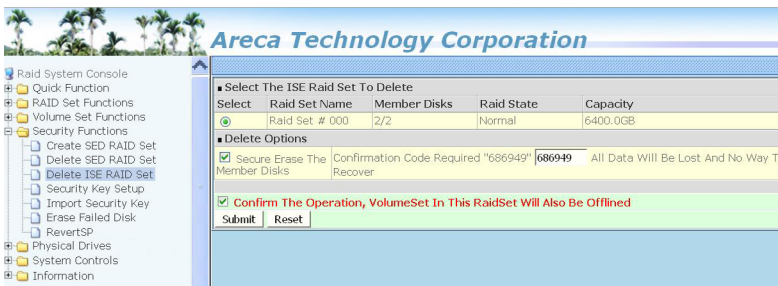 Areca Technology Corporation
Raid System Console
Quick Function
RAID Set Functions
Volume Set Functions
Security Functions
Create SED RAID Set
Delete SED RAID Set
Delete ISE RAID Set
Security Key Setup
Import Security Key
Erase Failed Disk
RevertSP
Physical Drives
System Controls
Information
Select The ISE Raid Set To Delete
Select Raid Set Name Member Disks Raid State Capacity
Raid Set # 000 2/2 Normal 6400.0GB
Delete Options
Secure Erase The Member Disks
Confirmation Code Required "686949" 686949 All Data Will Be Lost And No Way T
Recover
Confirm The Operation, VolumeSet In This RaidSet Will Also Be Offlined
Submit Reset